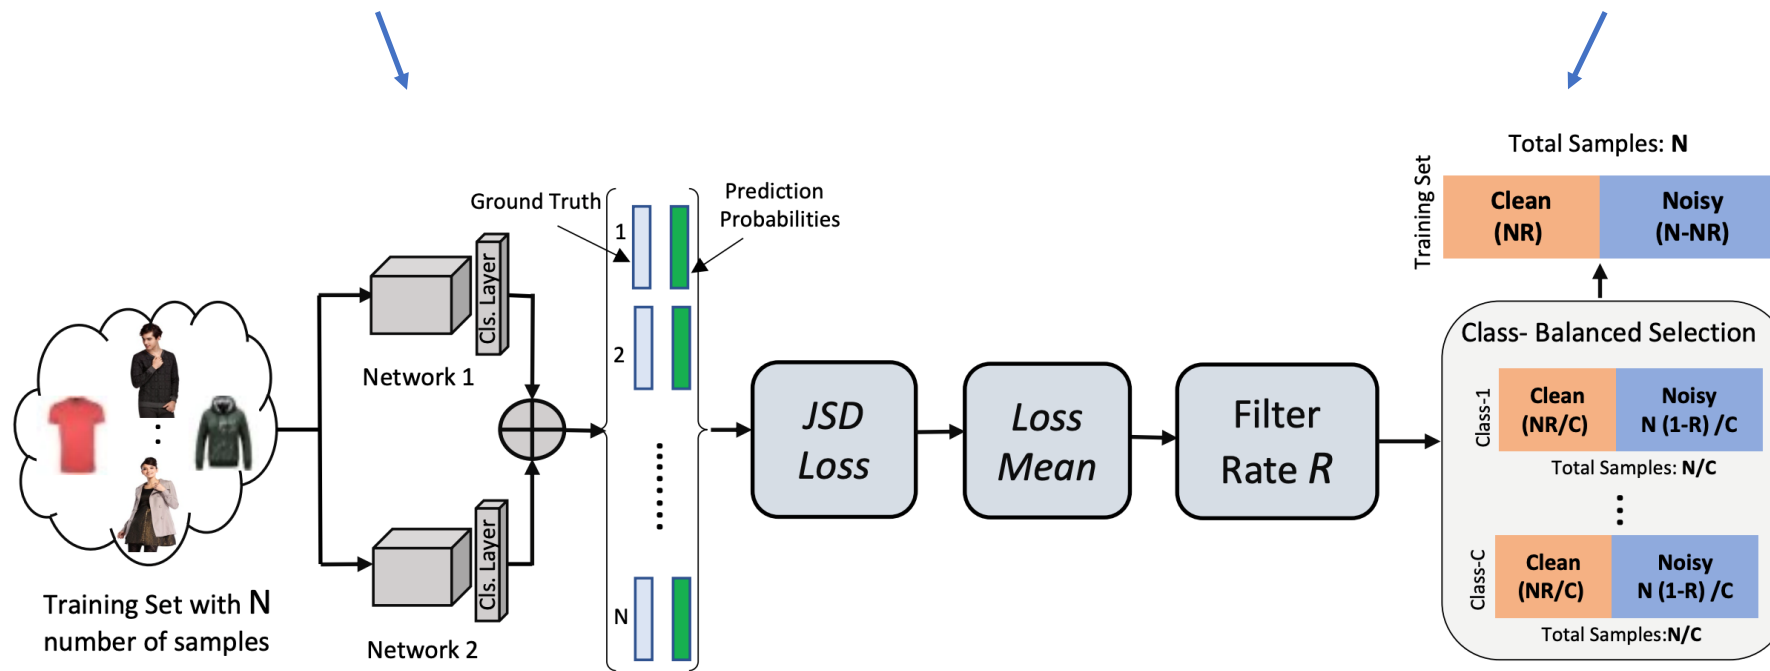 Training Set with N
number of samples
Network 1
Cls. Layer
Network 2
Cls. Layer
Ground Truth
Prediction
Probabilities
1
2
N
JSD
Loss
Loss
Mean
Filter
Rate R
Total Samples: N
Training Set
Clean
(NR)
Noisy
(N-NR)
Class- Balanced Selection
Class-1
Clean
(NR/C)
Noisy
N (1-R) /C
Total Samples: N/C
Class-C
Clean
(NR/C)
Noisy
N (1-R) /C
Total Samples:N/C